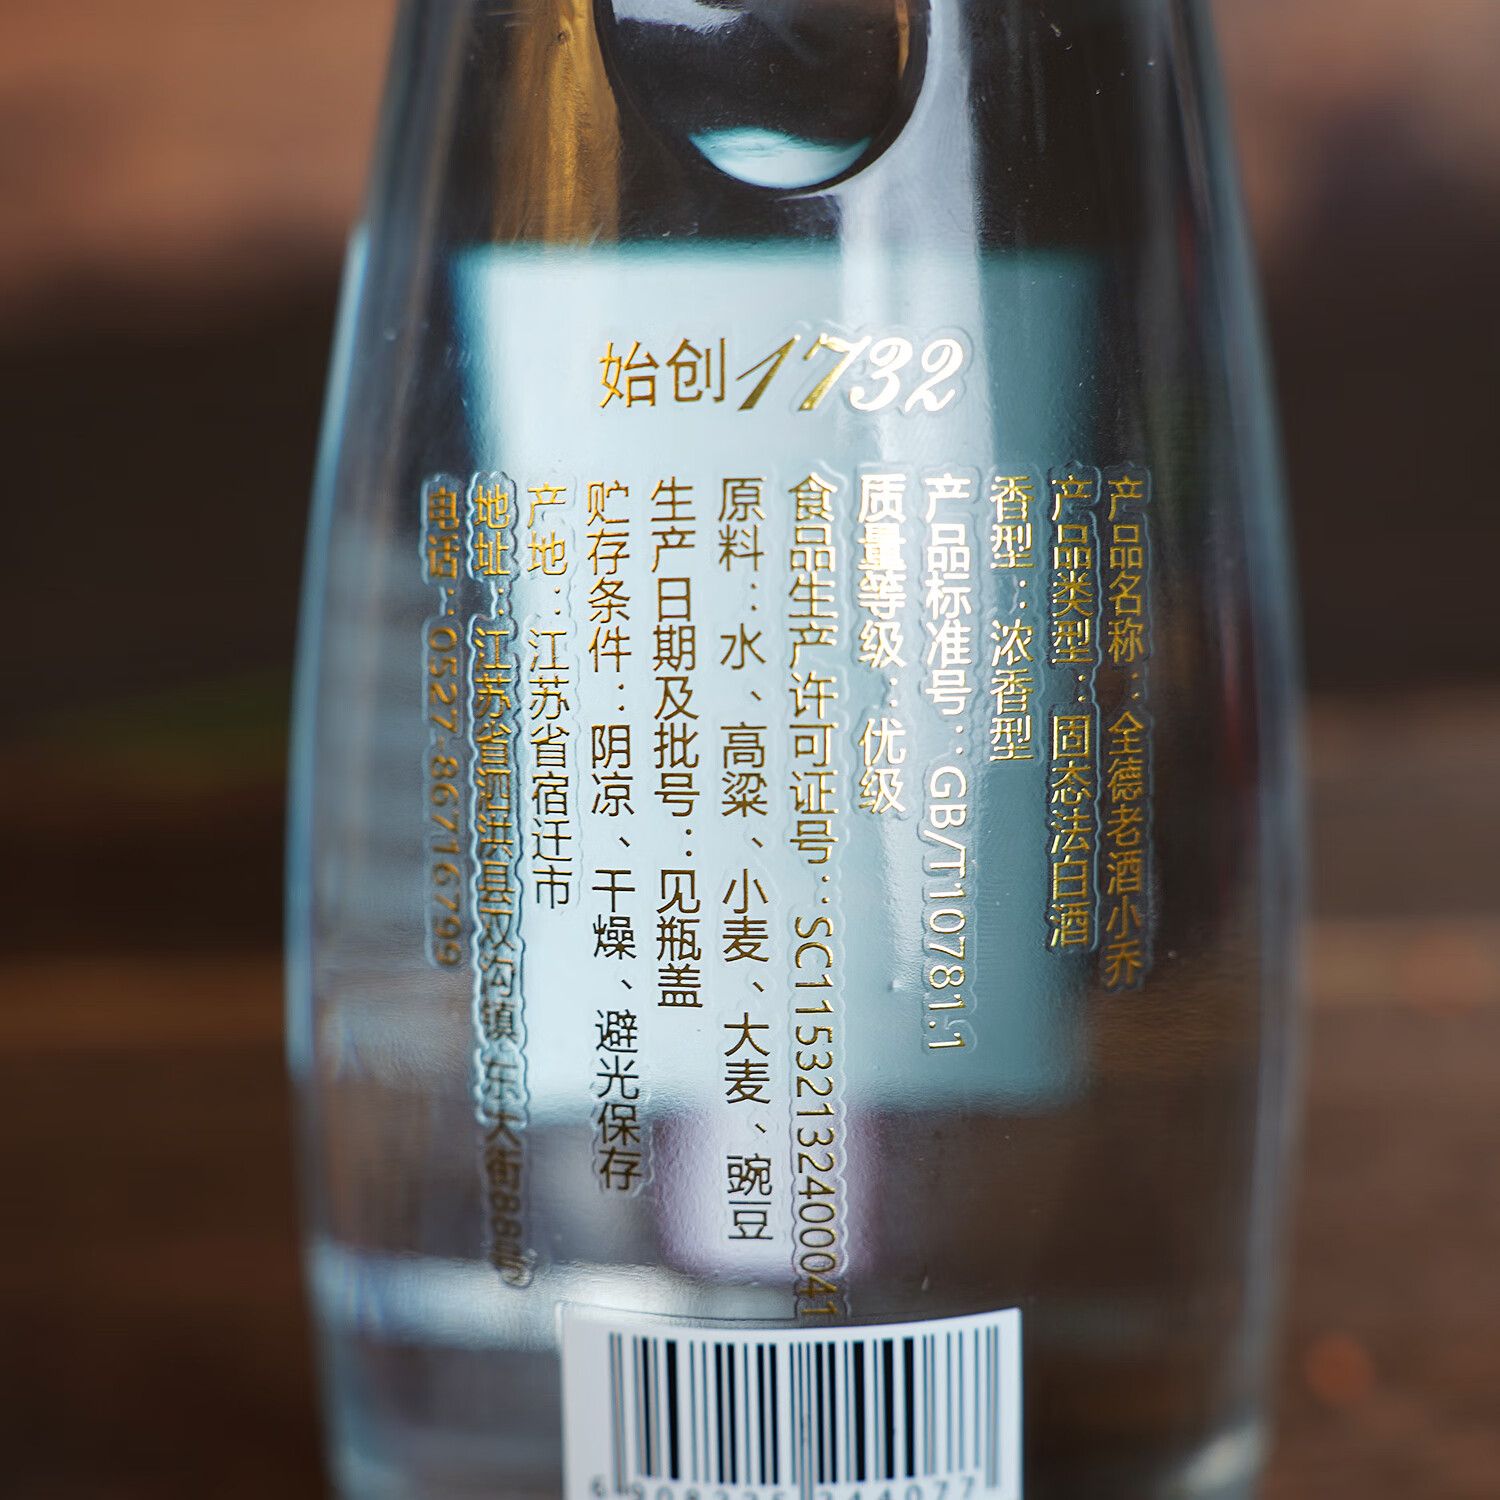 始创1732
产品名称：全德老酒小乔
产品类型：固态法白酒
香型：浓香型
产品标准号：GB/T10781.1
质量等级：优级
食品生产许可证号：SC11532132400041
原料：水、高粱、小麦、大麦、豌豆
生产日期及批号：见瓶盖
贮存条件：阴凉、干燥、避光保存
产地：江苏省宿迁市
地址：江苏省泗洪县双沟镇东大街88号
电话：0527-86716799